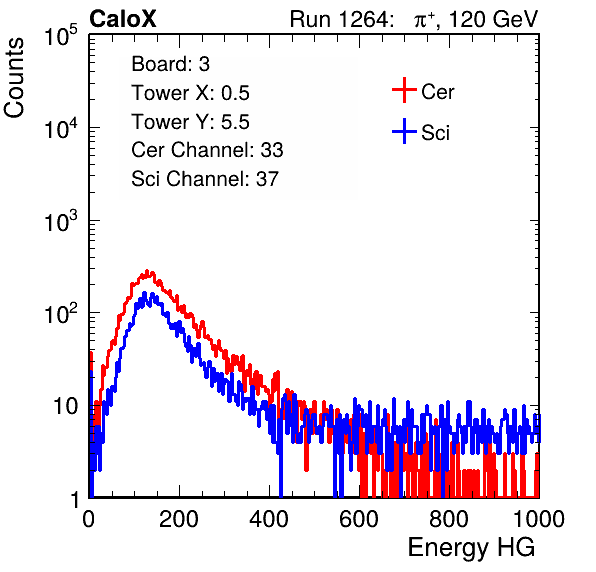 CaloX Run 1264: π⁺, 120 GeV
Counts
Board: 3
Tower X: 0.5
Tower Y: 5.5
Cer Channel: 33
Sci Channel: 37
Cer
Sci
10⁵
10⁴
10³
10²
10
1
0 200 400 600 800 1000
Energy HG